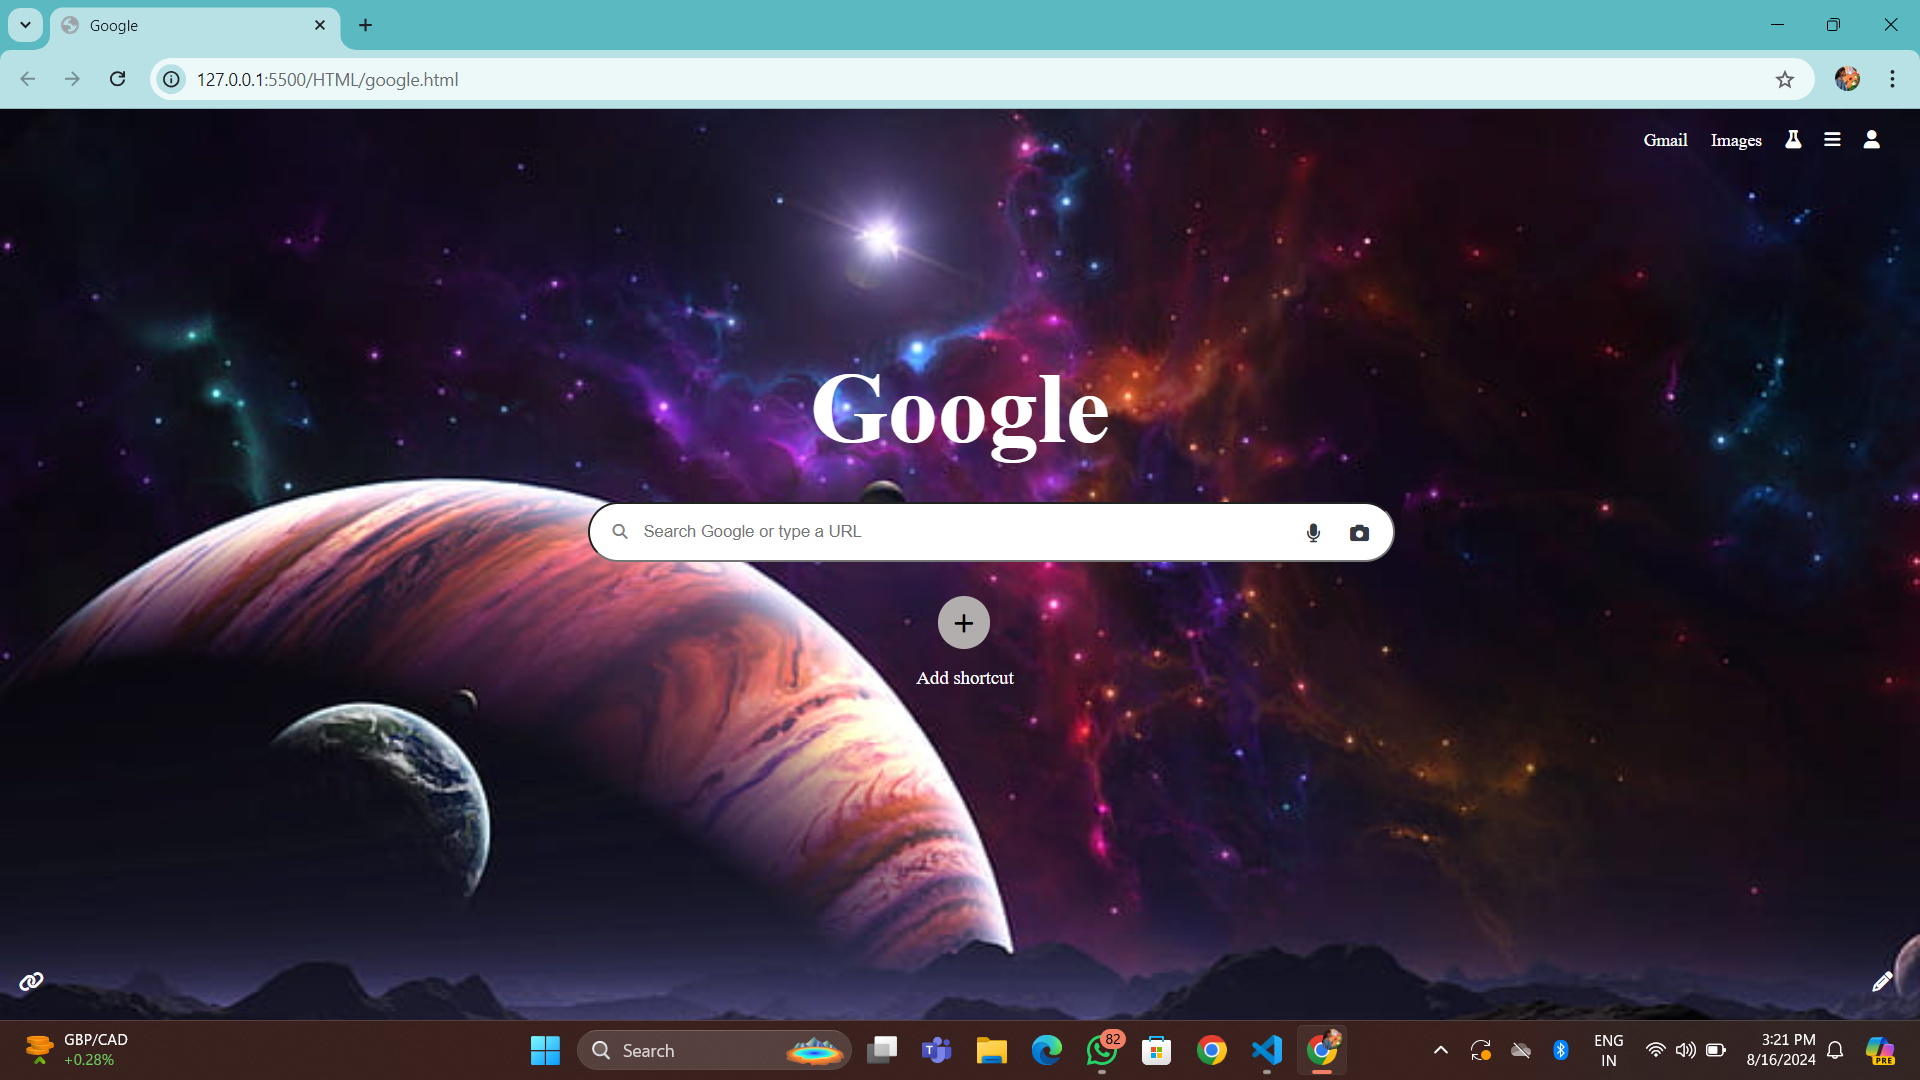 Google
127.0.0.1:5500/HTML/google.html
Gmail Images
Google
Search Google or type a URL
Add shortcut
GBP/CAD
+0.28%
Search
82
ENG
IN
3:21 PM
8/16/2024
PRE